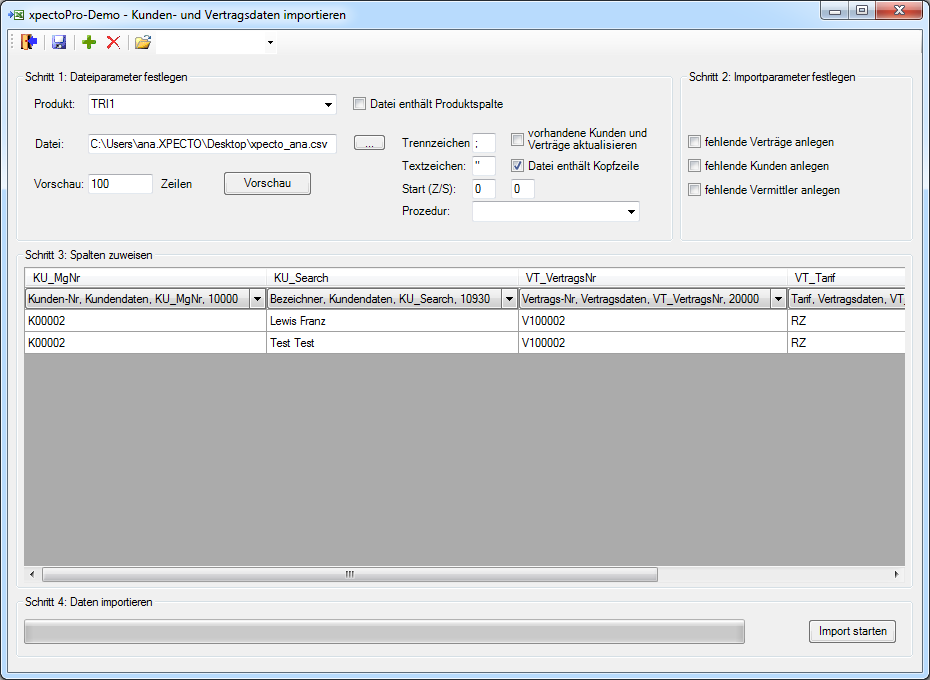 xpectoPro-Demo - Kunden- und Vertragsdaten importieren
Schritt 1: Dateiparameter festlegen
Produkt: TRI1
Datei enthält Produktspalte
Datei: C:\Users\ana.XPECTO\Desktop\xpecto_ana.csv ...
Trennzeichen ;
vorhandene Kunden und
Verträge aktualisieren
Textzeichen: "
Datei enthält Kopfzeile
Vorschau: 100 Zeilen Vorschau
Start (Z/S): 0 0
Prozedur:
Schritt 2: Importparameter festlegen
fehlende Verträge anlegen
fehlende Kunden anlegen
fehlende Vermittler anlegen
Schritt 3: Spalten zuweisen
KU_MgNr KU_Search VT_VertragsNr VT_Tarif
Kunden-Nr, Kundendaten, KU_MgNr, 10000 Bezeichner, Kundendaten, KU_Search, 10930 Vertrags-Nr, Vertragsdaten, VT_VertragsNr, 20000 Tarif, Vertragsdaten, VT_
K00002 Lewis Franz V100002 RZ
K00002 Test Test V100002 RZ
Schritt 4: Daten importieren
Import starten